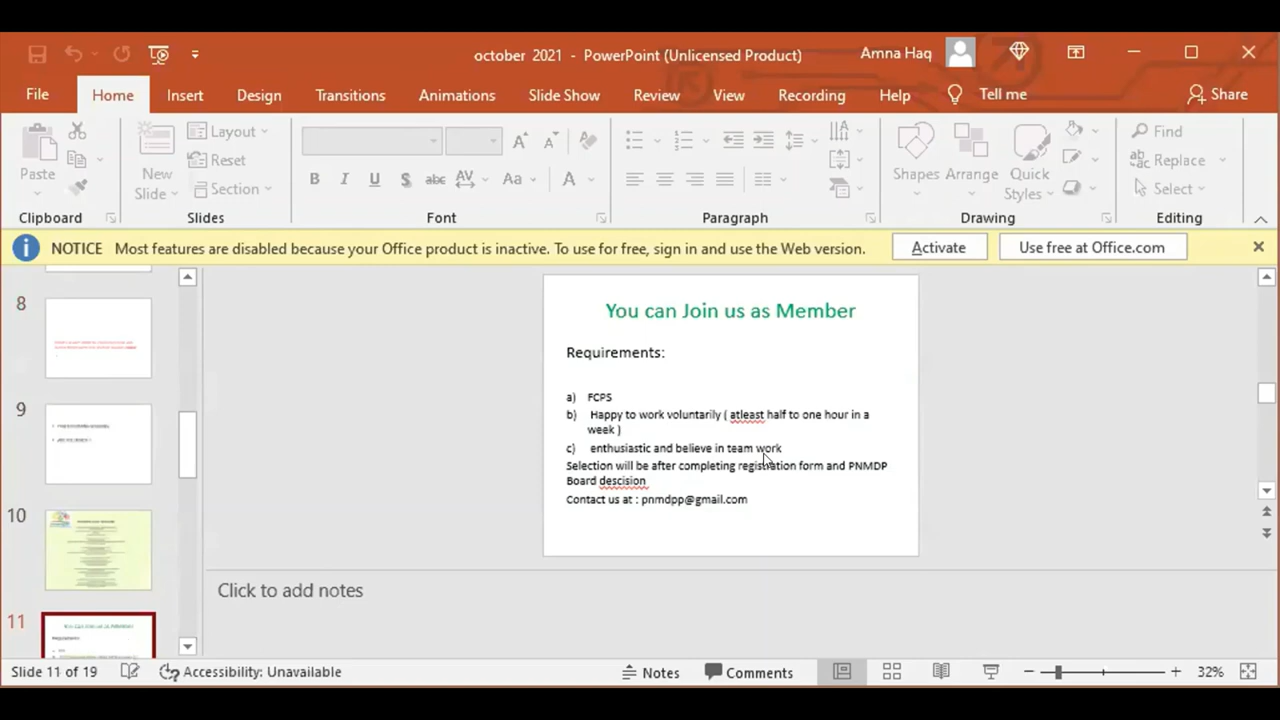 october 2021 - PowerPoint (Unlicensed Product)
Amna Haq
File Home Insert Design Transitions Animations Slide Show Review View Recording Help Tell me Share
Paste
New
Slide
Layout
Reset
Section
Shapes Arrange Quick
Styles
Find
Replace
Select
Clipboard Slides Font Paragraph Drawing Editing
NOTICE Most features are disabled because your Office product is inactive. To use for free, sign in and use the Web version. Activate Use free at Office.com
8
9
10
11
You can Join us as Member
Requirements:
a) FCPS
b) Happy to work voluntarily ( atleast half to one hour in a
week )
c) enthusiastic and believe in team work
Selection will be after completing registration form and PNMDP
Board descision
Contact us at : pnmdpp@gmail.com
Click to add notes
Slide 11 of 19 Accessibility: Unavailable Notes Comments 32%